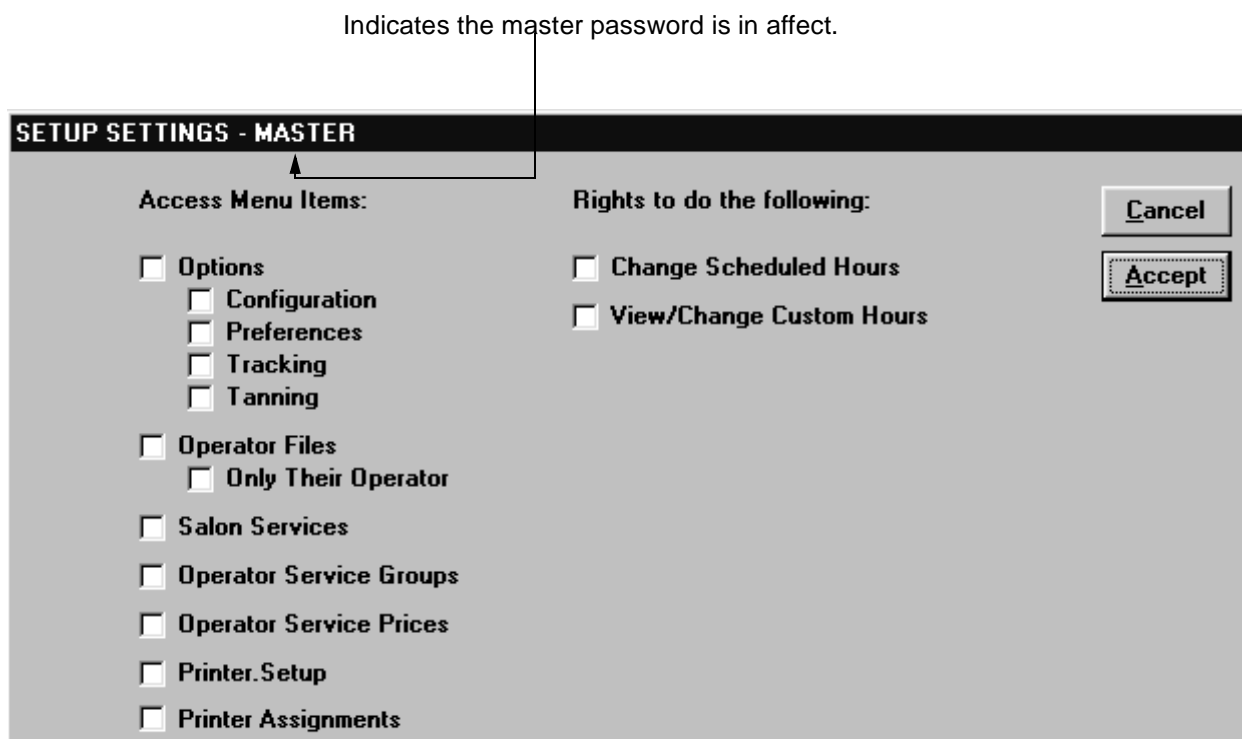 Indicates the master password is in affect.
SETUP SETTINGS - MASTER
Access Menu Items:
Options
Configuration
Preferences
Tracking
Tanning
Operator Files
Only Their Operator
Salon Services
Operator Service Groups
Operator Service Prices
Printer.Setup
Printer Assignments
Rights to do the following:
Change Scheduled Hours
View/Change Custom Hours
Cancel
Accept